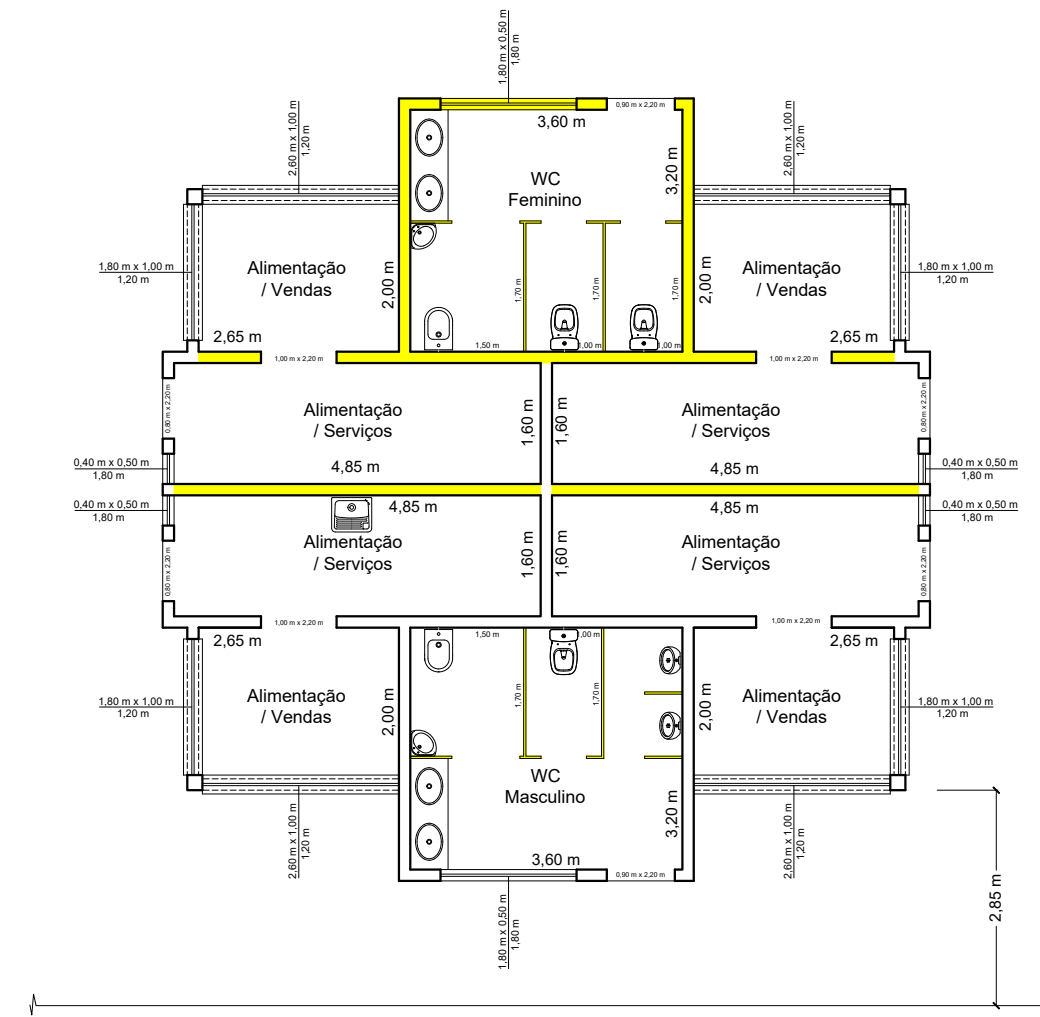 1,80 m x 0,50 m
1,80 m
0,90 m x 2,20 m
3,60 m
2,60 m x 1,00 m
1,20 m
2,60 m x 1,00 m
1,20 m
3,20 m
WC
Feminino
1,80 m x 1,00 m
1,20 m
Alimentação
/ Vendas
2,00 m
1,70 m
1,70 m
1,70 m
2,00 m
Alimentação
/ Vendas
1,80 m x 1,00 m
1,20 m
2,65 m
1,50 m
1,00 m
1,00 m
2,65 m
1,00 m x 2,20 m
1,00 m x 2,20 m
0,80 m x 2,20 m
Alimentação
/ Serviços
1,60 m
1,60 m
Alimentação
/ Serviços
0,80 m x 2,20 m
0,40 m x 0,50 m
1,80 m
4,85 m
4,85 m
0,40 m x 0,50 m
1,80 m
0,40 m x 0,50 m
1,80 m
4,85 m
4,85 m
0,40 m x 0,50 m
1,80 m
0,80 m x 2,20 m
Alimentação
/ Serviços
1,60 m
1,60 m
Alimentação
/ Serviços
0,80 m x 2,20 m
1,00 m x 2,20 m
1,00 m x 2,20 m
2,65 m
1,50 m
1,00 m
2,65 m
1,80 m x 1,00 m
1,20 m
Alimentação
/ Vendas
2,00 m
1,70 m
1,70 m
2,00 m
Alimentação
/ Vendas
1,80 m x 1,00 m
1,20 m
WC
Masculino
3,20 m
2,60 m x 1,00 m
1,20 m
2,60 m x 1,00 m
1,20 m
3,60 m
0,90 m x 2,20 m
1,80 m x 0,50 m
1,80 m
2,85 m